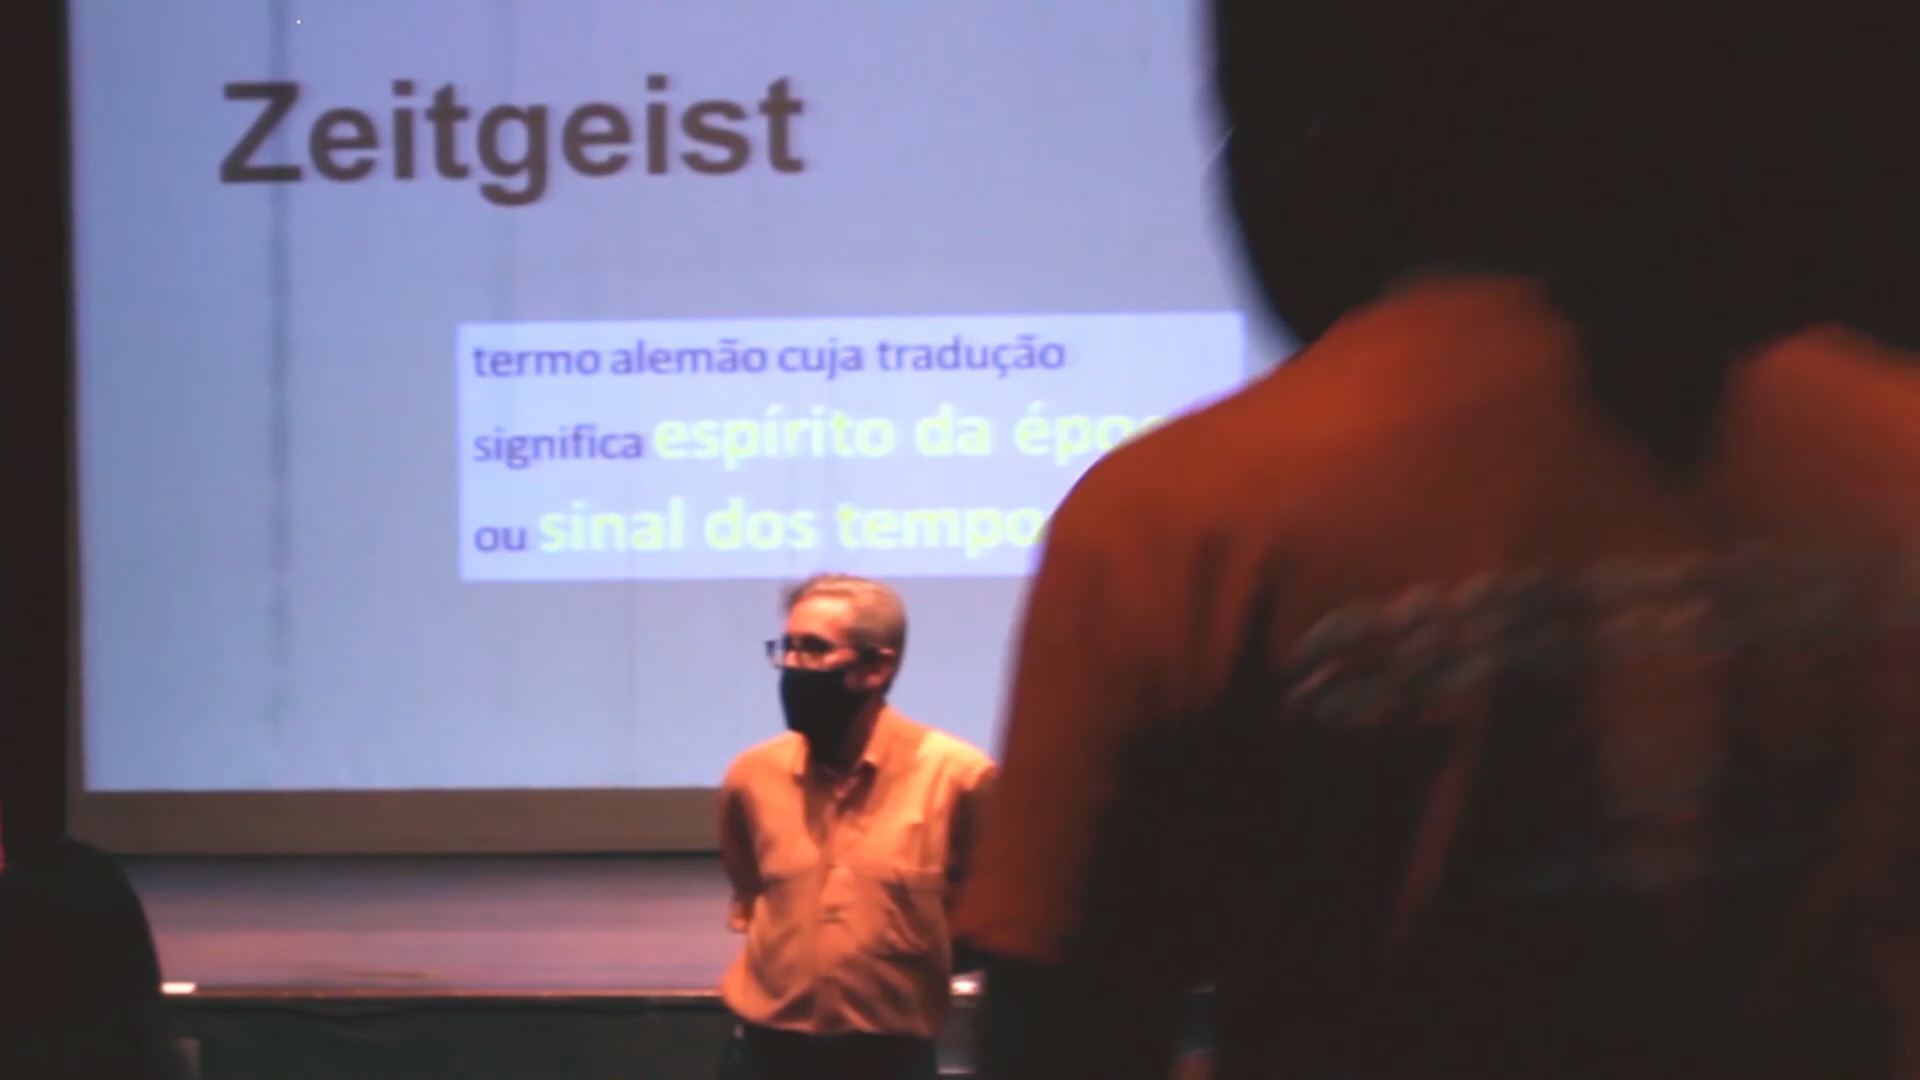 Zeitgeist
termo alemão cuja tradução
significa espírito da
ou sinal dos